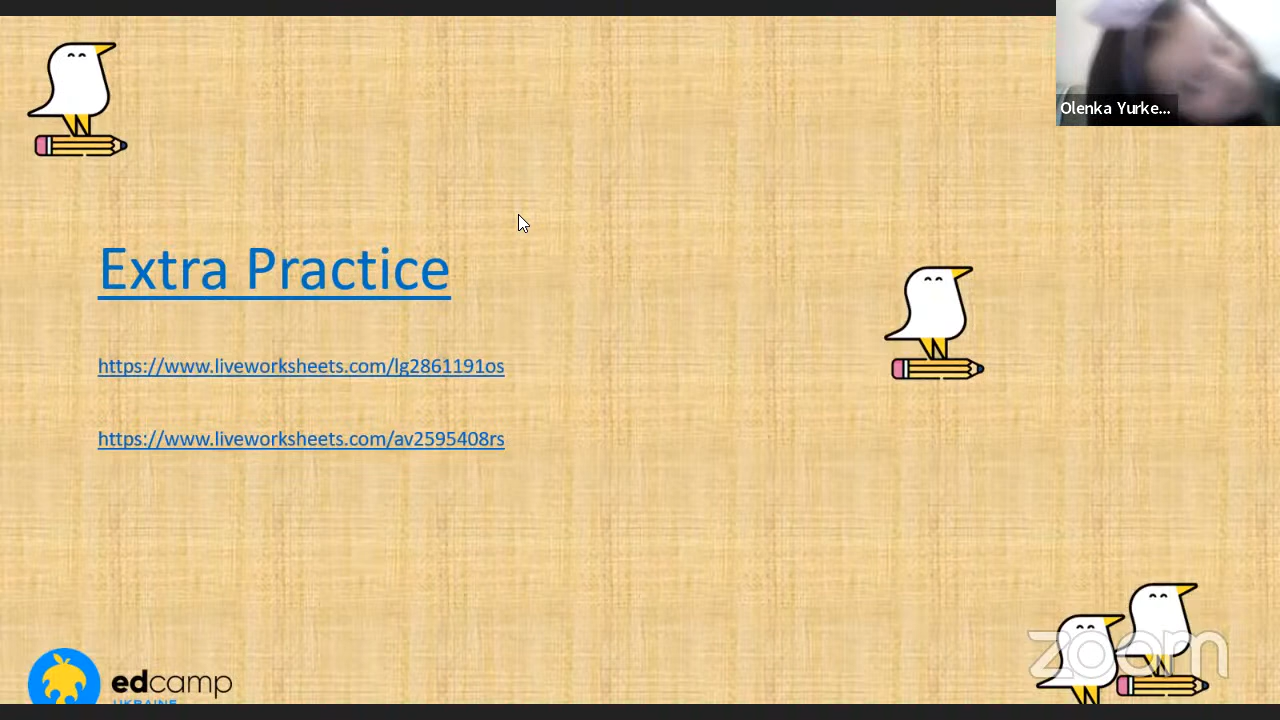 Olenka Yurke...
Extra Practice
https://www.liveworksheets.com/lg2861191os
https://www.liveworksheets.com/av2595408rs
edcamp
UKRAINE
zoom